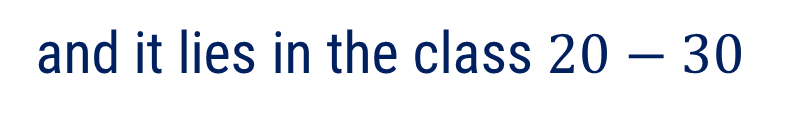 and it lies in the class 20 − 30